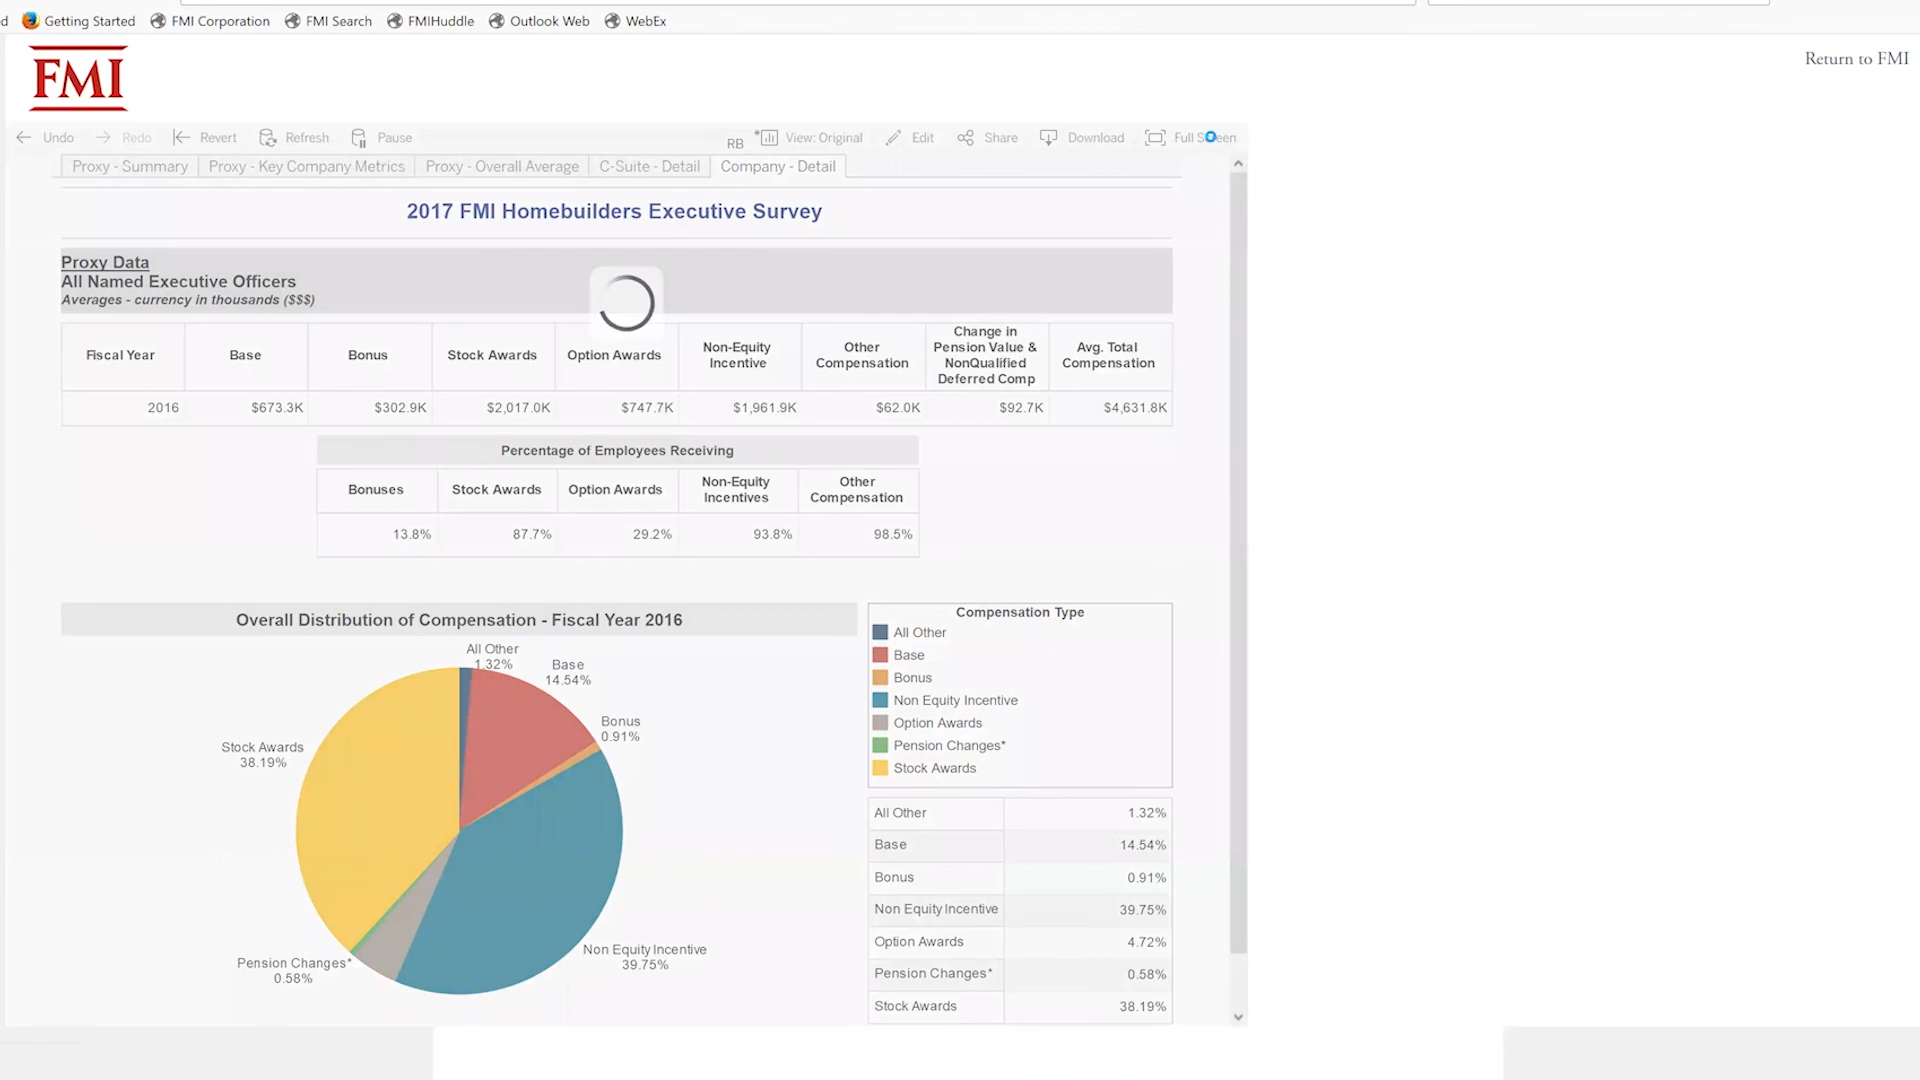 d Getting Started FMI Corporation FMI Search FMIHuddle Outlook Web WebEx
FMI
Return to FMI
Undo Redo Revert Refresh Pause RB View: Original Edit Share Download Full
Proxy - Summary Proxy - Key Company Metrics Proxy - Overall Average C-Suite - Detail Company - Detail
2017 FMI Homebuilders Executive Survey
Proxy Data
All Named Executive Officers
Averages - currency in thousands ($$$)
Fiscal Year Base Bonus Stock Awards Option Awards Non-Equity Incentive Other Compensation Change in Pension Value & NonQualified Deferred Comp Avg. Total Compensation
2016 $673.3K $302.9K $2,017.0K $747.7K $1,961.9K $62.0K $92.7K $4,631.8K
Percentage of Employees Receiving
Bonuses Stock Awards Option Awards Non-Equity Incentives Other Compensation
13.8% 87.7% 29.2% 93.8% 98.5%
Overall Distribution of Compensation - Fiscal Year 2016
All Other
1.32%
Base
14.54%
Bonus
0.91%
Stock Awards
38.19%
Non Equity Incentive
39.75%
Pension Changes*
0.58%
Compensation Type
All Other
Base
Bonus
Non Equity Incentive
Option Awards
Pension Changes*
Stock Awards
All Other 1.32%
Base 14.54%
Bonus 0.91%
Non Equity Incentive 39.75%
Option Awards 4.72%
Pension Changes* 0.58%
Stock Awards 38.19%